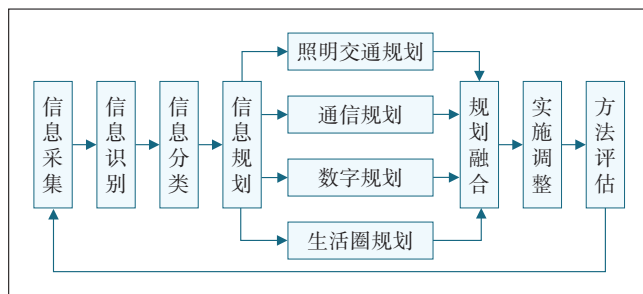 信息采集
信息识别
信息分类
信息规划
照明交通规划
通信规划
数字规划
生活圈规划
规划融合
实施调整
方法评估